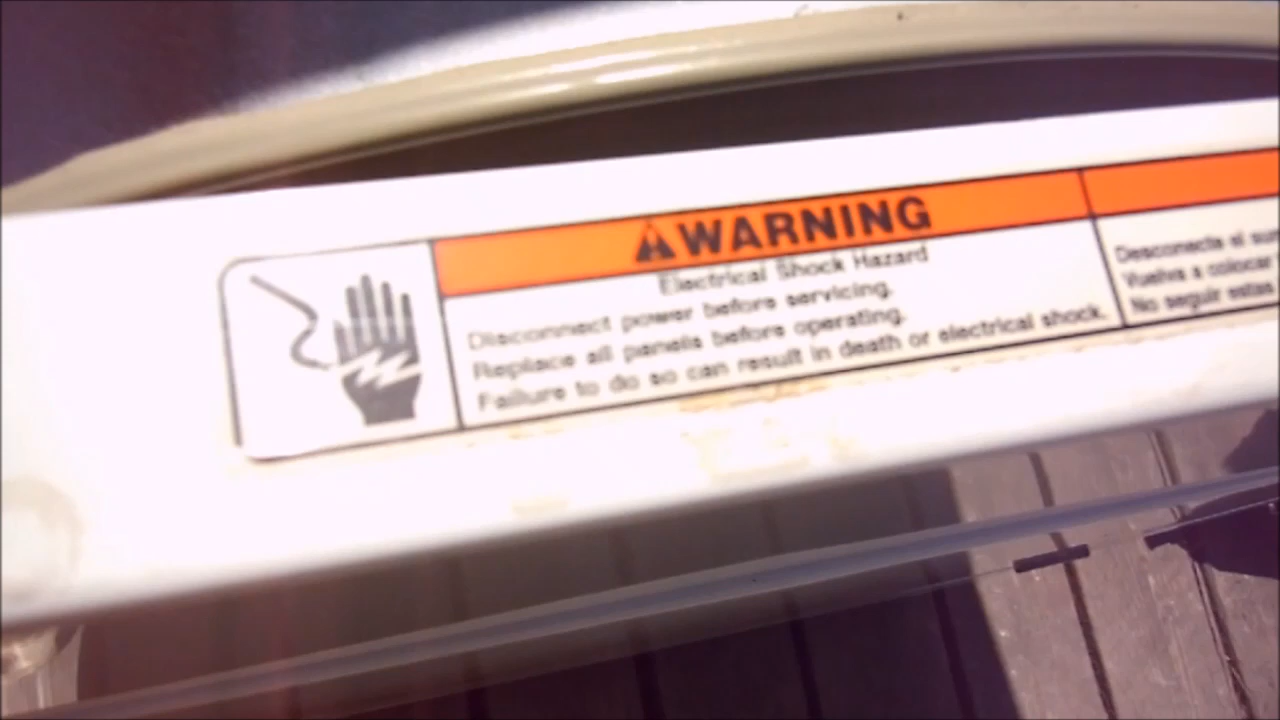 WARNING
Electrical Shock Hazard
Disconnect power before servicing.
Replace all panels before operating.
Failure to do so can result in death or electrical shock.
Desconecte el
Vuelva a colocar
No seguir estas